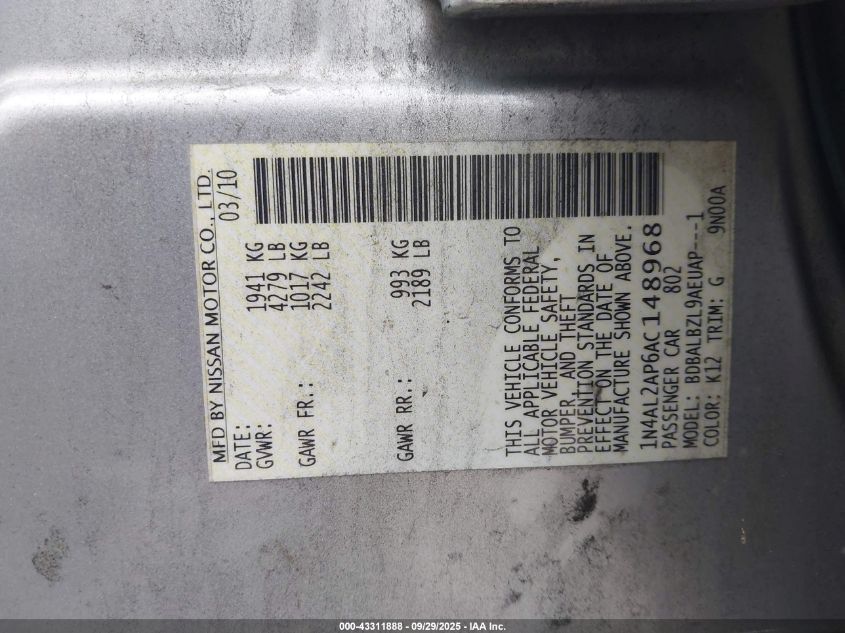 MFD BY NISSAN MOTOR CO., LTD.
DATE: 03/10
GVWR: 1941 KG
4279 LB
GAWR FR.: 1017 KG
2242 LB
GAWR RR.: 993 KG
2189 LB
THIS VEHICLE CONFORMS TO
ALL APPLICABLE FEDERAL
MOTOR VEHICLE SAFETY,
BUMPER, AND THEFT
PREVENTION STANDARDS IN
EFFECT ON THE DATE OF
MANUFACTURE SHOWN ABOVE.
1N4AL2AP6AC148968
PASSENGER CAR 802
MODEL: BDBALBZL9AEUAP---1
COLOR: K12 TRIM: G 9N00A
000-43311888 - 09/29/2025 - IAA Inc.